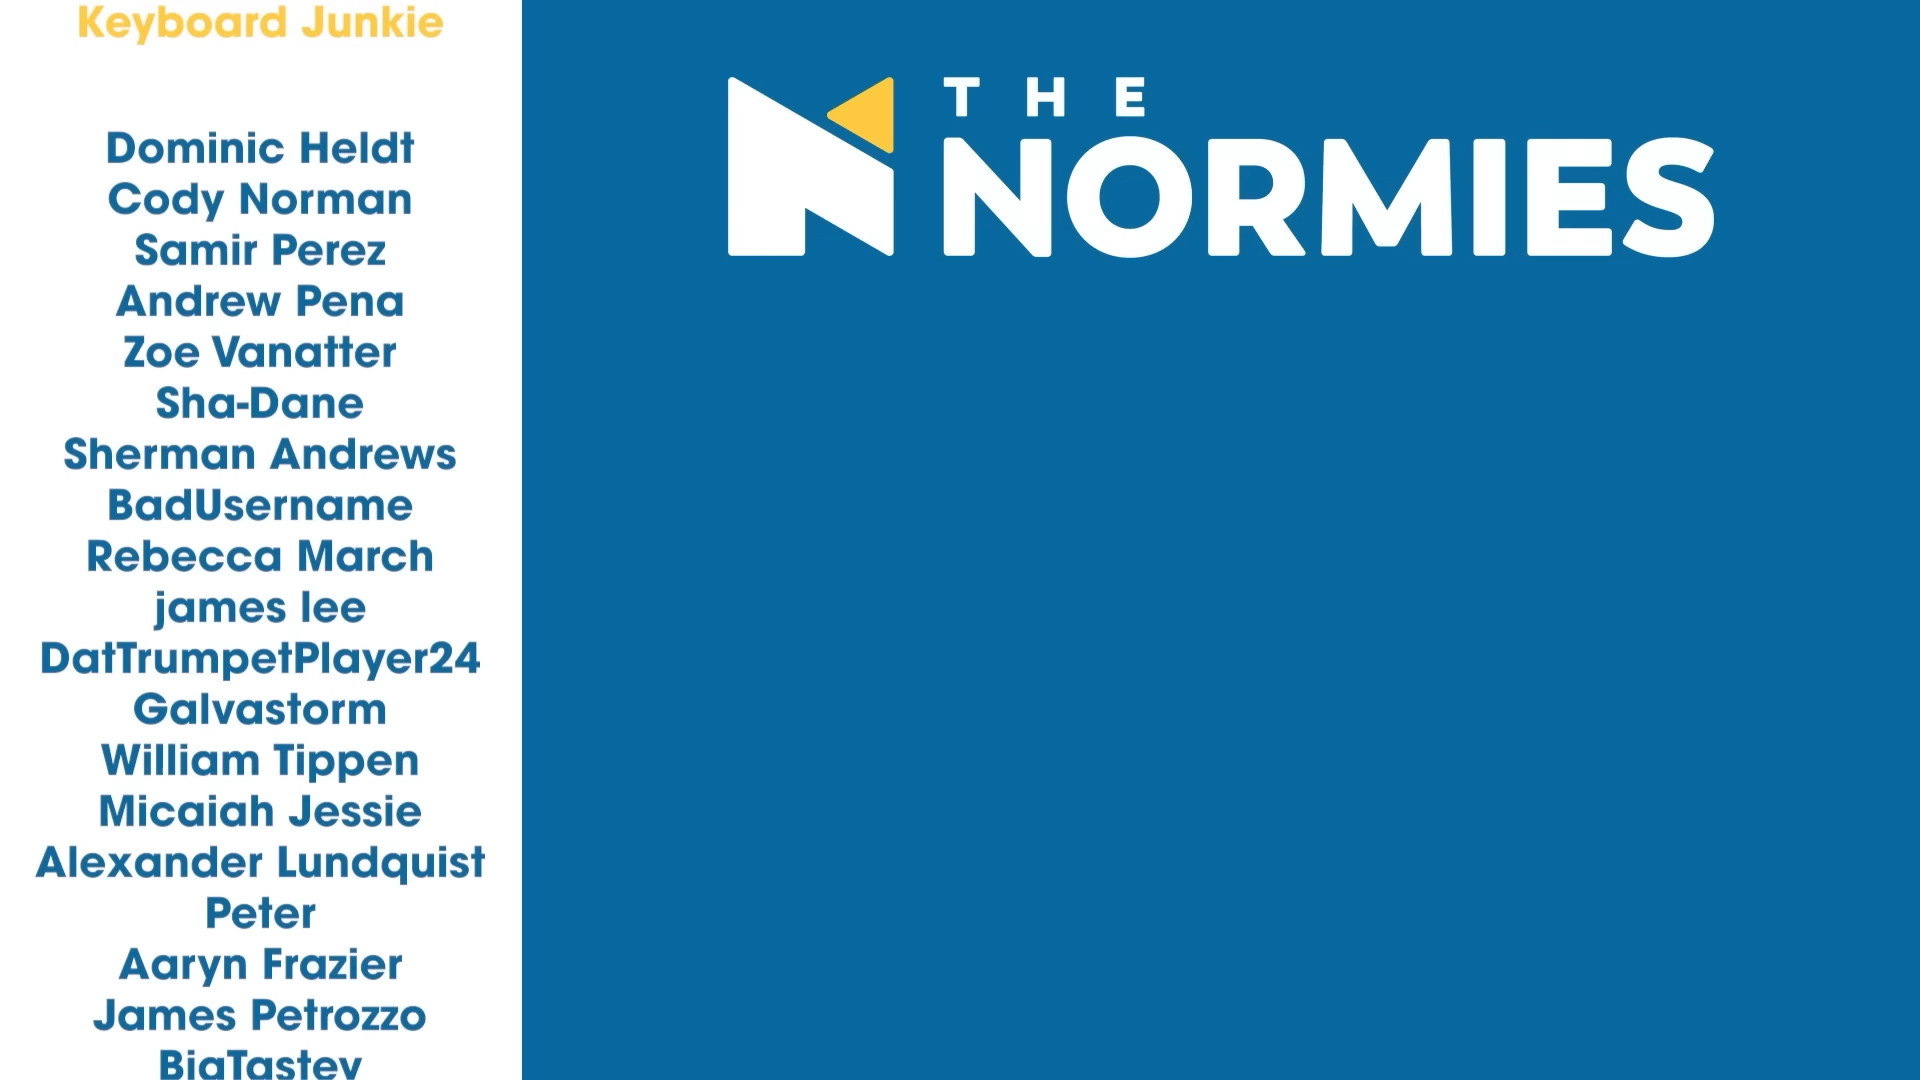 Keyboard Junkie
Dominic Heldt
Cody Norman
Samir Perez
Andrew Pena
Zoe Vanatter
Sha-Dane
Sherman Andrews
BadUsername
Rebecca March
james lee
DatTrumpetPlayer24
Galvastorm
William Tippen
Micaiah Jessie
Alexander Lundquist
Peter
Aaryn Frazier
James Petrozzo
BigTastey
THE
NORMIES